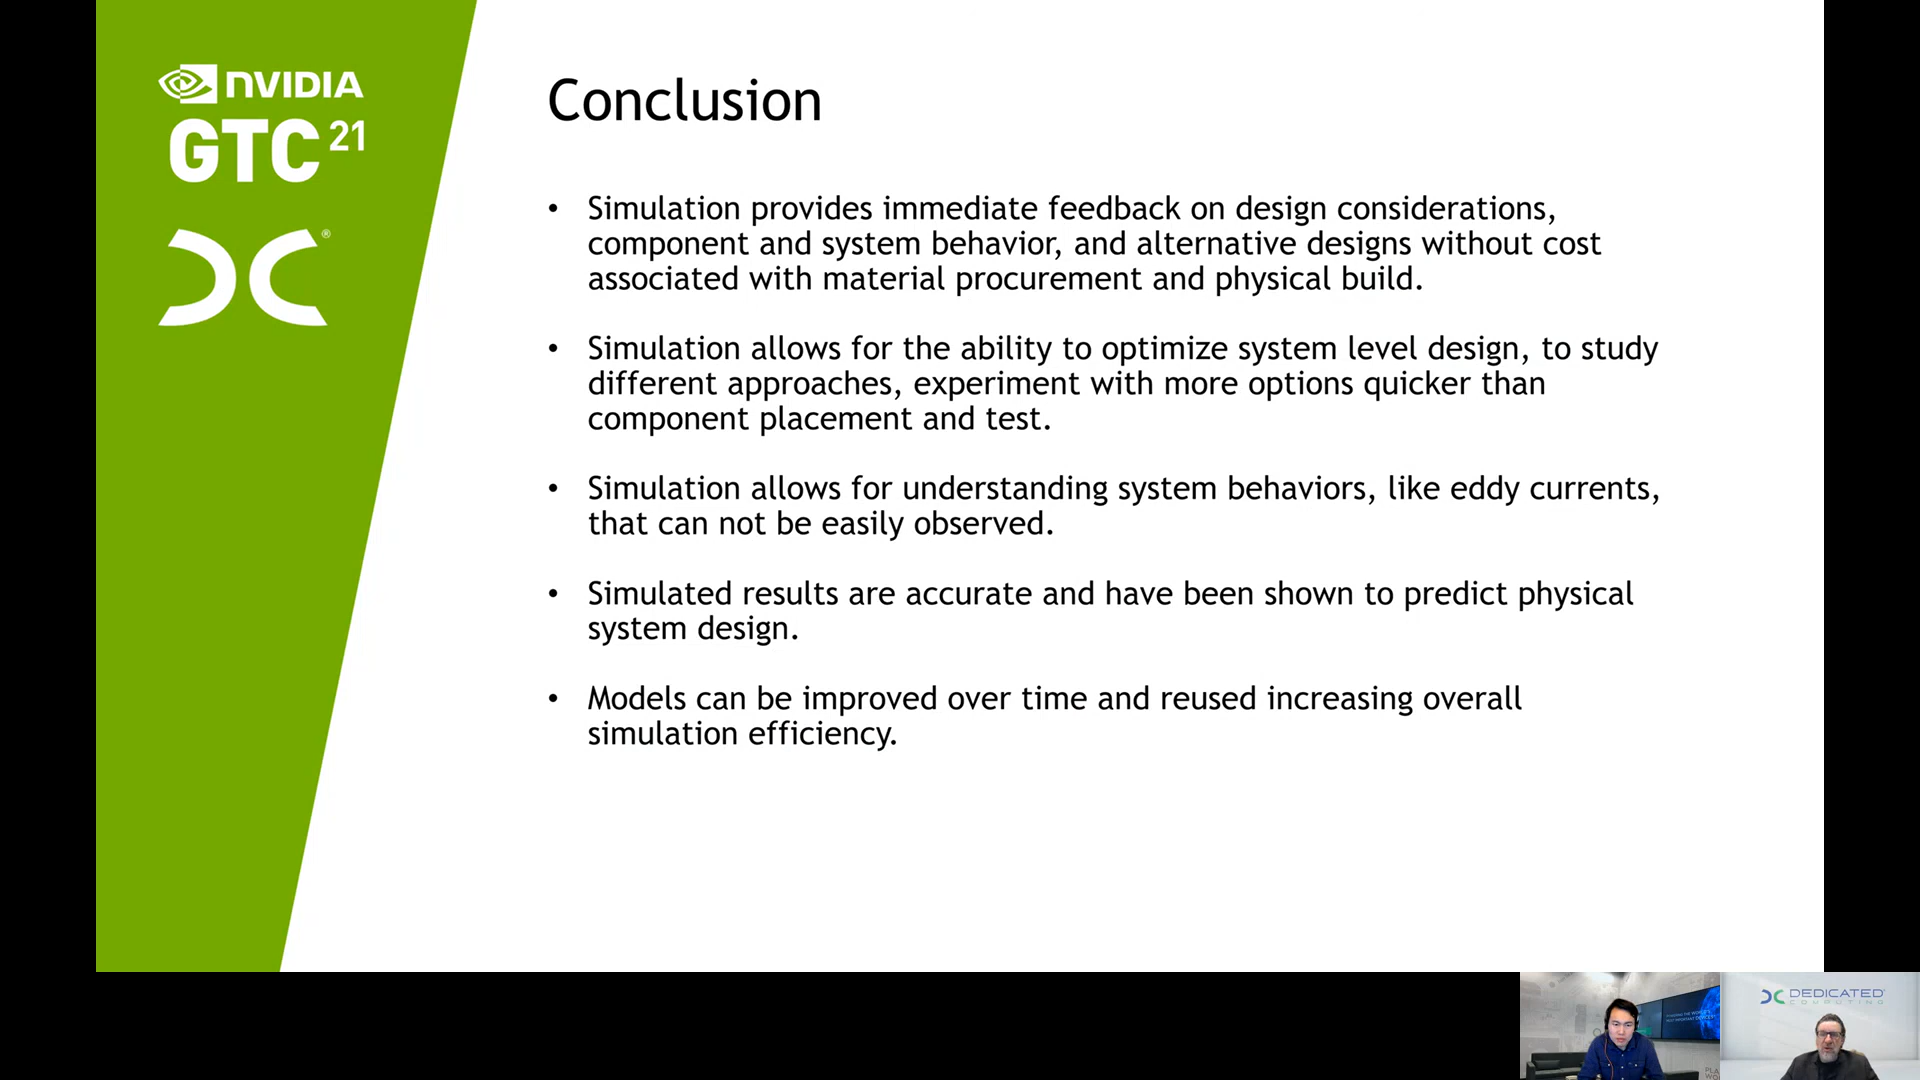 NVIDIA
GTC 21
®
Conclusion
• Simulation provides immediate feedback on design considerations,
component and system behavior, and alternative designs without cost
associated with material procurement and physical build.
• Simulation allows for the ability to optimize system level design, to study
different approaches, experiment with more options quicker than
component placement and test.
• Simulation allows for understanding system behaviors, like eddy currents,
that can not be easily observed.
• Simulated results are accurate and have been shown to predict physical
system design.
• Models can be improved over time and reused increasing overall
simulation efficiency.
DEDICATED
COMPUTING